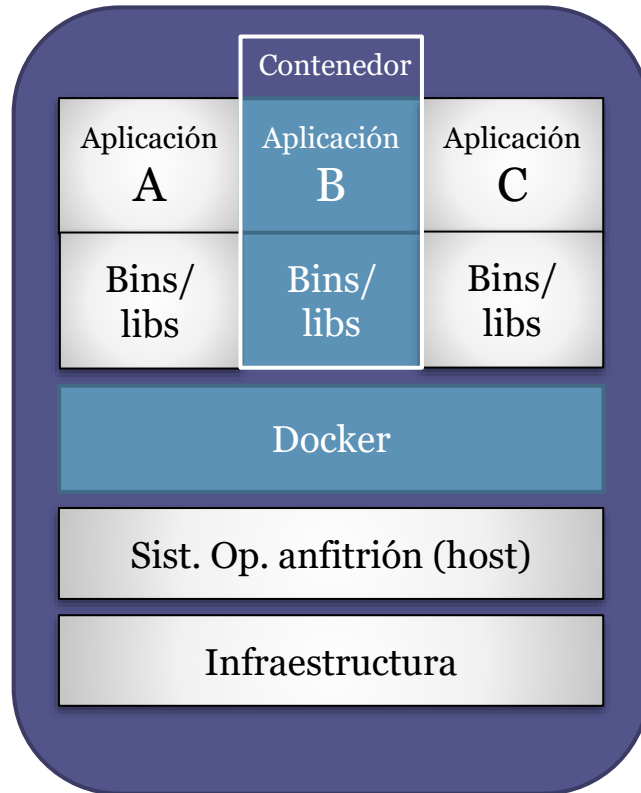 Contenedor
Aplicación
A
Aplicación
B
Aplicación
C
Bins/
libs
Bins/
libs
Bins/
libs
Docker
Sist. Op. anfitrión (host)
Infraestructura